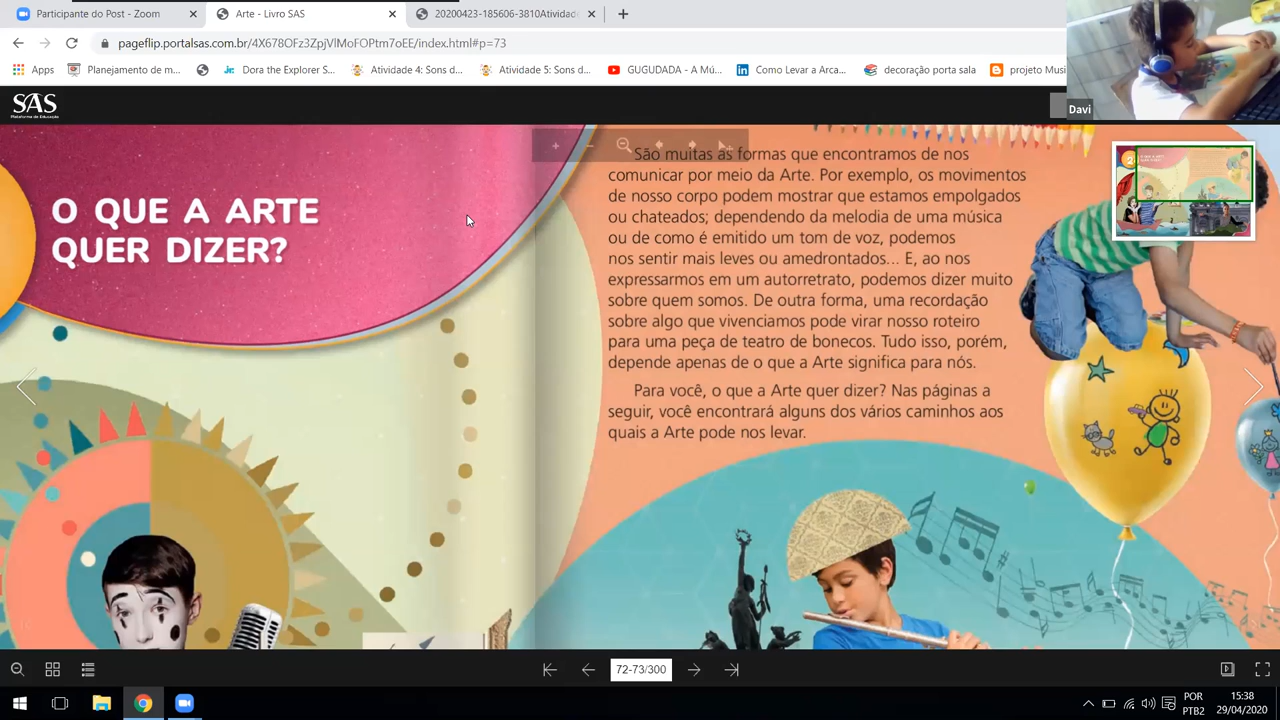 Participante do Post - Zoom
Arte - Livro SAS
20200423-185606-3810Atividad
pageflip.portalsas.com.br/4X678OFz3ZpjVlMoFOPtm7oEE/index.html#p=73
Apps
Planejamento de m...
Dora the Explorer S...
Atividade 4: Sons d...
Atividade 5: Sons d...
GUGUDADA - A Mú...
Como Levar a Arca...
decoração porta sala
projeto Musi
Davi
SAS
Plataforma de Educação
O QUE A ARTE
QUER DIZER?
São muitas as formas que encontramos de nos
comunicar por meio da Arte. Por exemplo, os movimentos
de nosso corpo podem mostrar que estamos empolgados
ou chateados; dependendo da melodia de uma música
ou de como é emitido um tom de voz, podemos
nos sentir mais leves ou amedrontados... E, ao nos
expressarmos em um autorretrato, podemos dizer muito
sobre quem somos. De outra forma, uma recordação
sobre algo que vivenciamos pode virar nosso roteiro
para uma peça de teatro de bonecos. Tudo isso, porém,
depende apenas de o que a Arte significa para nós.
Para você, o que a Arte quer dizer? Nas páginas a
seguir, você encontrará alguns dos vários caminhos aos
quais a Arte pode nos levar.
72-73/300
POR
PTB2
15:38
29/04/2020